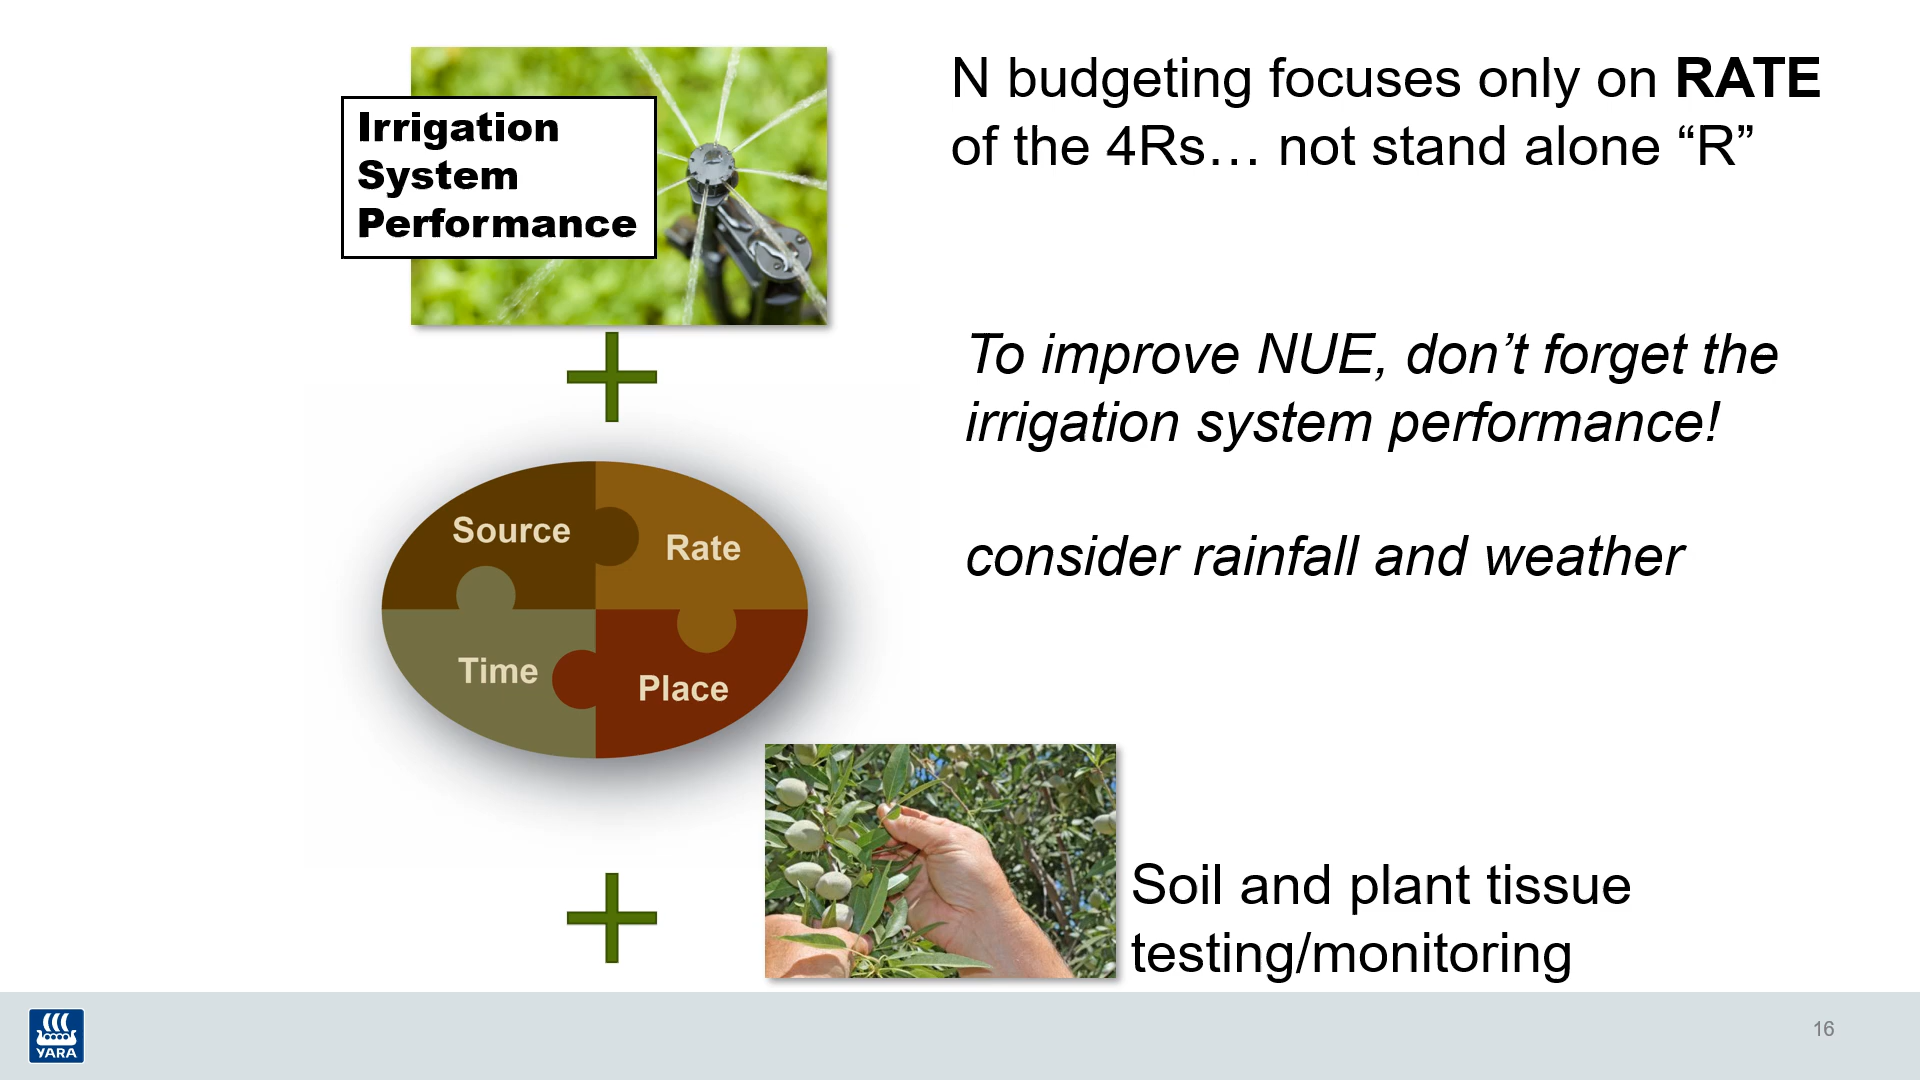 Irrigation
System
Performance
N budgeting focuses only on RATE
of the 4Rs… not stand alone “R”
To improve NUE, don’t forget the
irrigation system performance!
consider rainfall and weather
Source
Rate
Time
Place
Soil and plant tissue
testing/monitoring
YARA
16